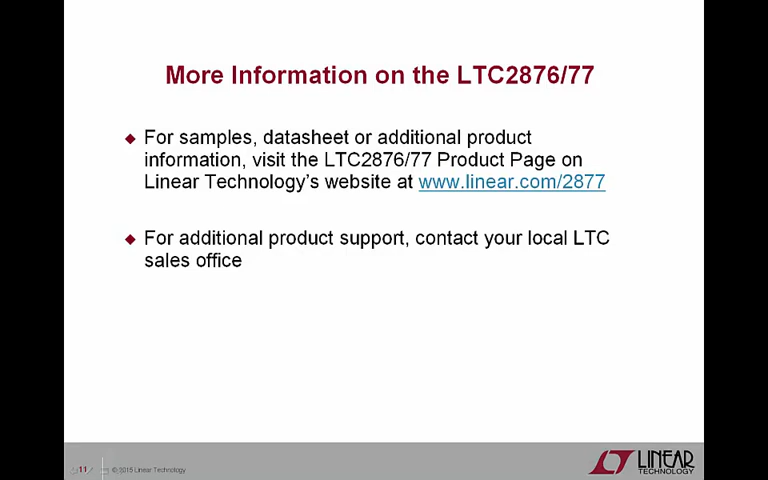 More Information on the LTC2876/77
For samples, datasheet or additional product
information, visit the LTC2876/77 Product Page on
Linear Technology's website at www.linear.com/2877
For additional product support, contact your local LTC
sales office
11
© 2015 Linear Technology
LINEAR
TECHNOLOGY